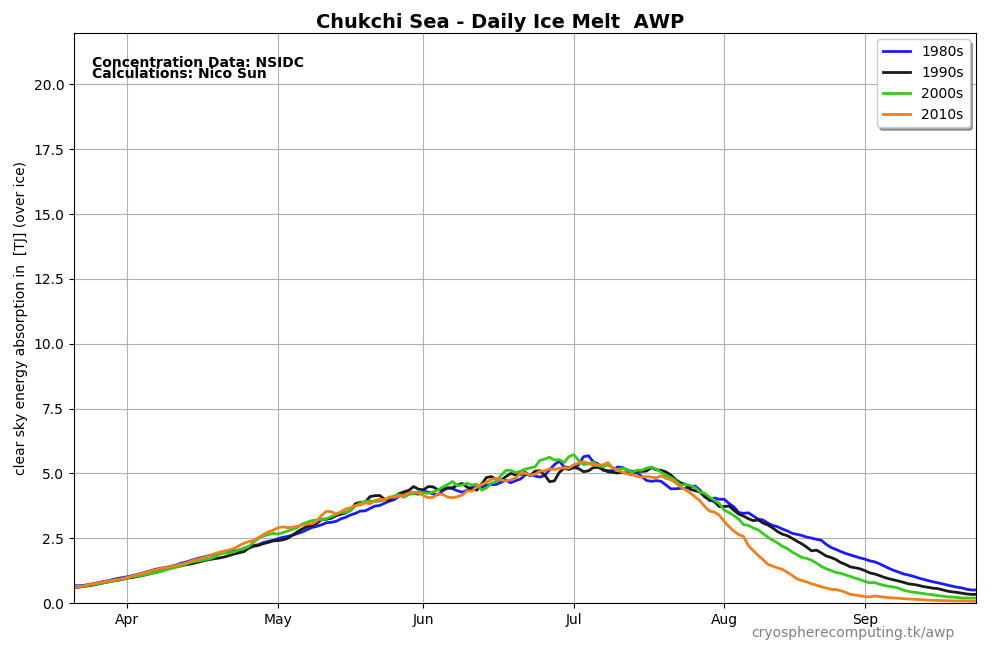 Chukchi Sea - Daily Ice Melt  AWP
Concentration Data: NSIDC
Calculations: Nico Sun
1980s
1990s
2000s
2010s
clear sky energy absorption in  [TJ] (over ice)
20.0
17.5
15.0
12.5
10.0
7.5
5.0
2.5
0.0
Apr
May
Jun
Jul
Aug
Sep
cryospherecomputing.tk/awp